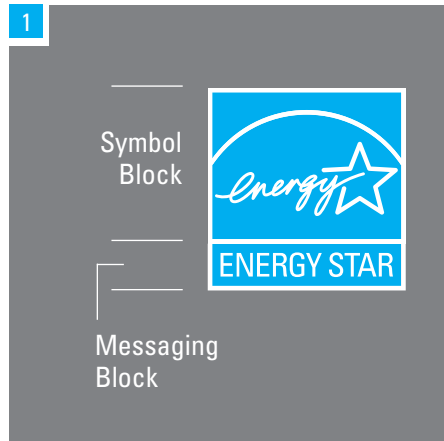 1
Symbol
Block
energy
ENERGY STAR
Messaging
Block